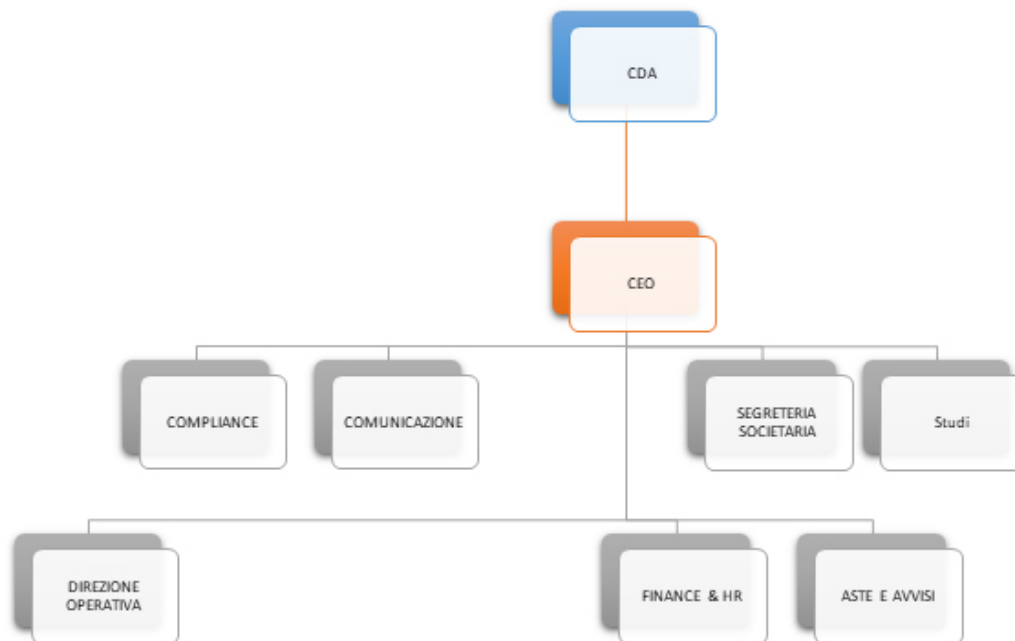 CDA
CEO
COMPLIANCE
COMUNICAZIONE
SEGRETERIA
SOCIETARIA
Studi
DIREZIONE
OPERATIVA
FINANCE & HR
ASTE E AVVISI